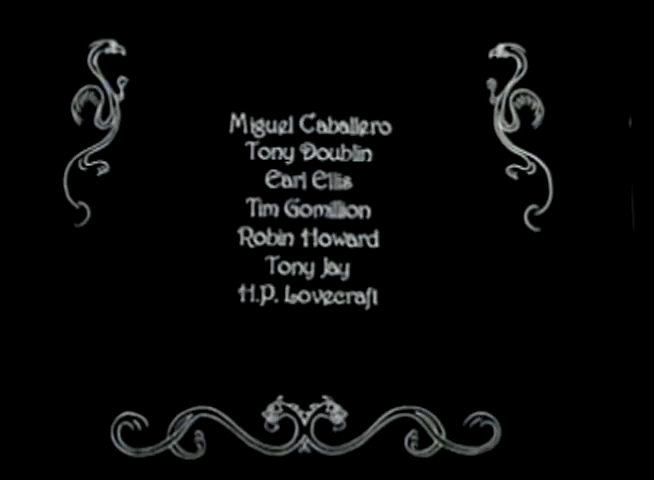 Miguel Caballero
Tony Doublin
Earl Ellis
Tim Gomillion
Robin Howard
Tony Jay
H.P. Lovecraft